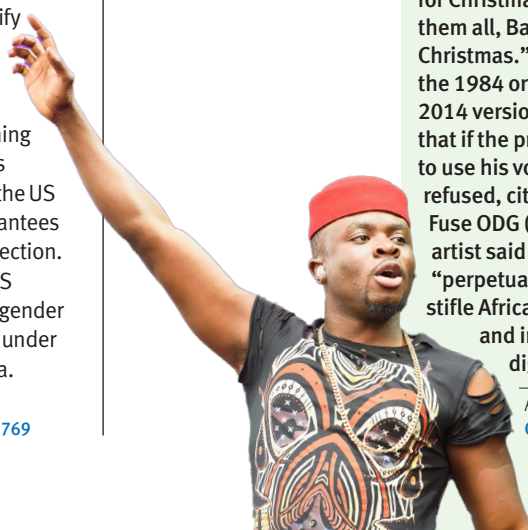 ify
ning
s
the US
antees
ection.
S
gender
under
a.
769
for Christma
them all, Ba
Christmas.”
the 1984 or
2014 versio
that if the pr
to use his vo
refused, cit
Fuse ODG (
artist said
“perpetua
stifle Africa
and i
di